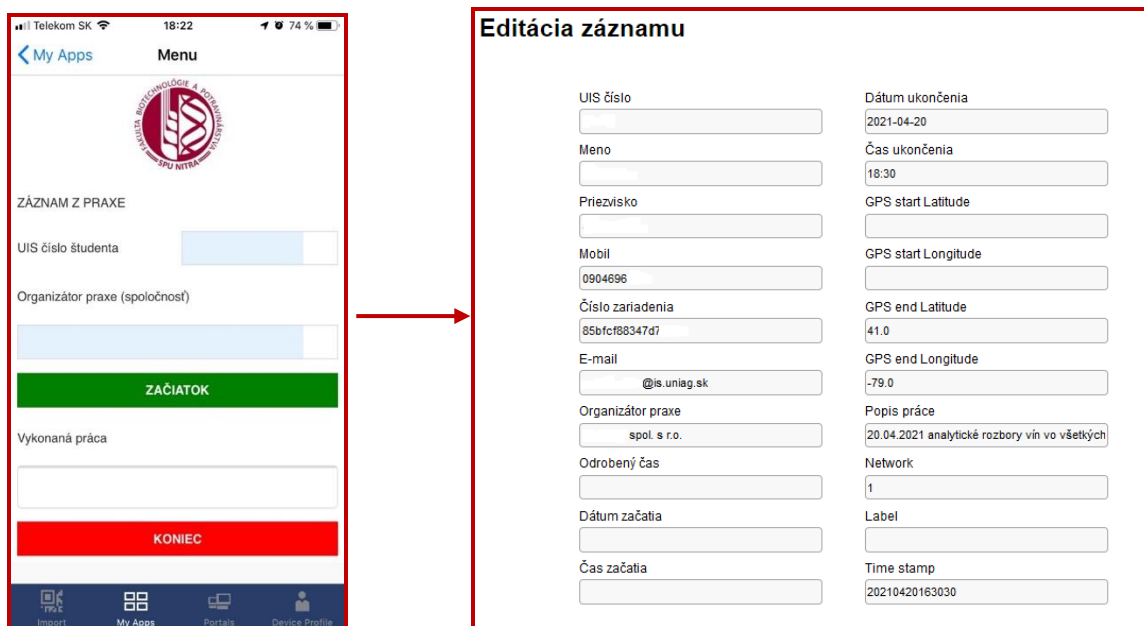 Telekom SK 18:22 74 %
My Apps Menu
FAKULTA BIOTECHNOLÓGIE A POTRAVINÁRSTVA
SPU NITRA
ZÁZNAM Z PRAXE
UIS číslo študenta
Organizátor praxe (spoločnosť)
ZAČIATOK
Vykonaná práca
KONIEC
Import My Apps Portals Device Profile
Editácia záznamu
UIS číslo
Meno
Priezvisko
Mobil
0904696
Číslo zariadenia
85bfcf88347d7
E-mail
@is.uniag.sk
Organizátor praxe
spol. s r.o.
Odrobený čas
Dátum začatia
Čas začatia
Dátum ukončenia
2021-04-20
Čas ukončenia
18:30
GPS start Latitude
GPS start Longitude
GPS end Latitude
41.0
GPS end Longitude
-79.0
Popis práce
20.04.2021 analytické rozbory vín vo všetkých
Network
1
Label
Time stamp
20210420163030